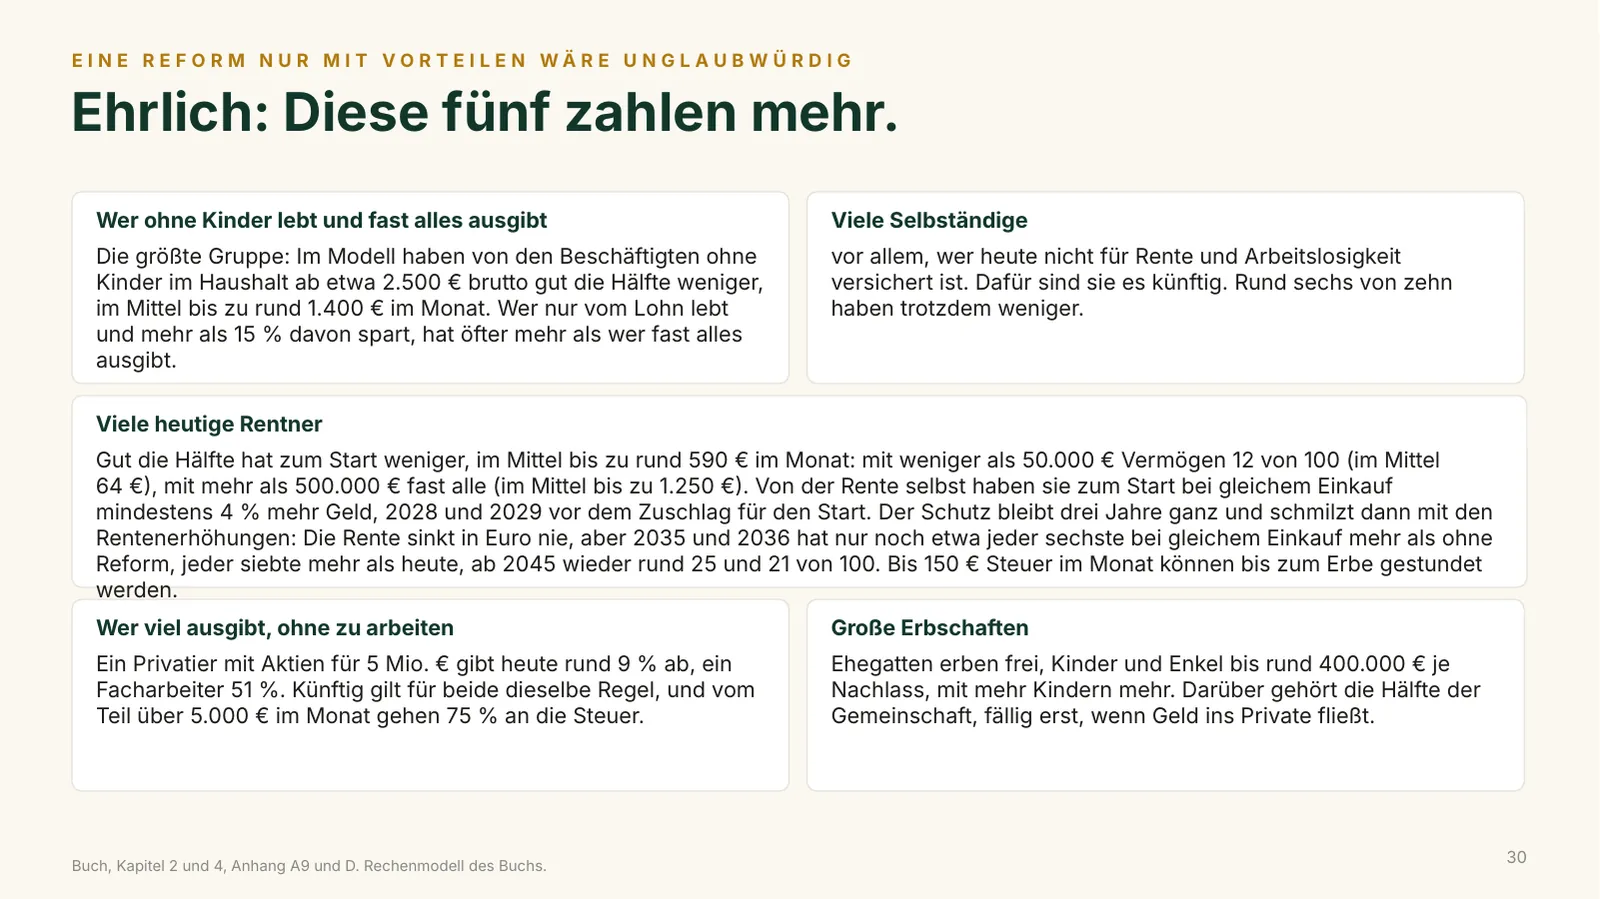 EINE REFORM NUR MIT VORTEILEN WÄRE UNGLAUBWÜRDIG
Ehrlich: Diese fünf zahlen mehr.
Wer ohne Kinder lebt und fast alles ausgibt
Die größte Gruppe: Im Modell haben von den Beschäftigten ohne
Kinder im Haushalt ab etwa 2.500 € brutto gut die Hälfte weniger,
im Mittel bis zu rund 1.400 € im Monat. Wer nur vom Lohn lebt
und mehr als 15 % davon spart, hat öfter mehr als wer fast alles
ausgibt.
Viele Selbständige
vor allem, wer heute nicht für Rente und Arbeitslosigkeit
versichert ist. Dafür sind sie es künftig. Rund sechs von zehn
haben trotzdem weniger.
Viele heutige Rentner
Gut die Hälfte hat zum Start weniger, im Mittel bis zu rund 590 € im Monat: mit weniger als 50.000 € Vermögen 12 von 100 (im Mittel
64 €), mit mehr als 500.000 € fast alle (im Mittel bis zu 1.250 €). Von der Rente selbst haben sie zum Start bei gleichem Einkauf
mindestens 4 % mehr Geld, 2028 und 2029 vor dem Zuschlag für den Start. Der Schutz bleibt drei Jahre ganz und schmilzt dann mit den
Rentenerhöhungen: Die Rente sinkt in Euro nie, aber 2035 und 2036 hat nur noch etwa jeder sechste bei gleichem Einkauf mehr als ohne
Reform, jeder siebte mehr als heute, ab 2045 wieder rund 25 und 21 von 100. Bis 150 € Steuer im Monat können bis zum Erbe gestundet
werden.
Wer viel ausgibt, ohne zu arbeiten
Ein Privatier mit Aktien für 5 Mio. € gibt heute rund 9 % ab, ein
Facharbeiter 51 %. Künftig gilt für beide dieselbe Regel, und vom
Teil über 5.000 € im Monat gehen 75 % an die Steuer.
Große Erbschaften
Ehegatten erben frei, Kinder und Enkel bis rund 400.000 € je
Nachlass, mit mehr Kindern mehr. Darüber gehört die Hälfte der
Gemeinschaft, fällig erst, wenn Geld ins Private fließt.
Buch, Kapitel 2 und 4, Anhang A9 und D. Rechenmodell des Buchs.
30